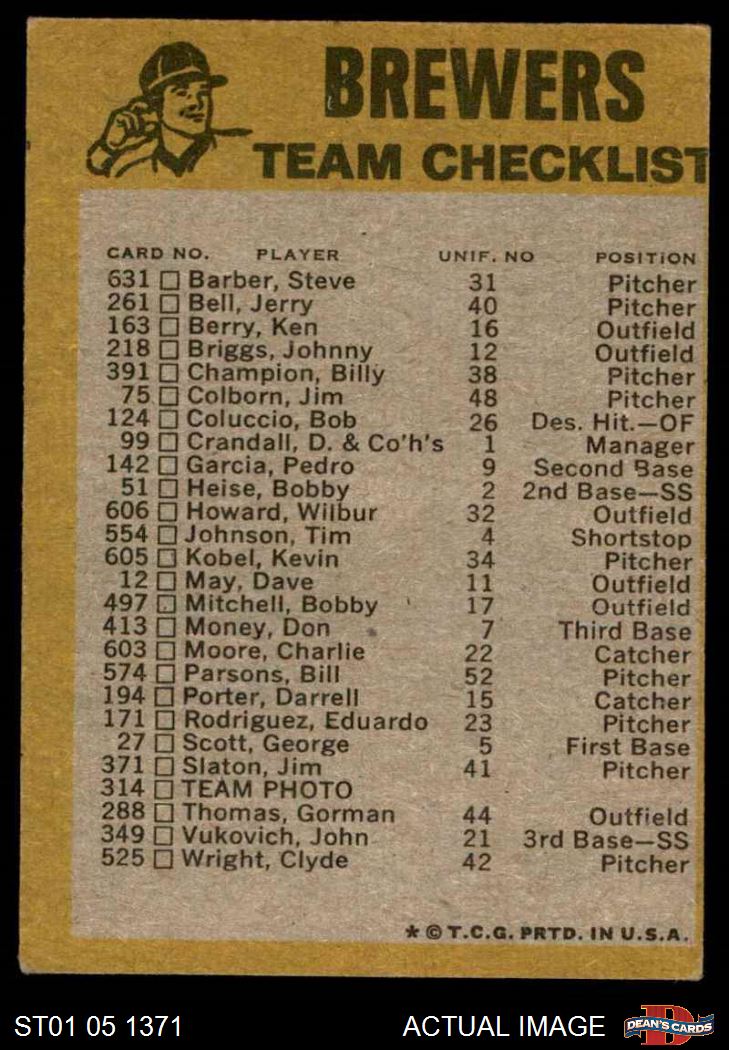 BREWERS
TEAM CHECKLIST
CARD NO. PLAYER UNIF. NO POSITION
631 Barber, Steve 31 Pitcher
261 Bell, Jerry 40 Pitcher
163 Berry, Ken 16 Outfield
218 Briggs, Johnny 12 Outfield
391 Champion, Billy 38 Pitcher
75 Colborn, Jim 48 Pitcher
124 Coluccio, Bob 26 Des. Hit.—OF
99 Crandall, D. & Co'h's 1 Manager
142 Garcia, Pedro 9 Second Base
51 Heise, Bobby 2 2nd Base—SS
606 Howard, Wilbur 32 Outfield
554 Johnson, Tim 4 Shortstop
605 Kobel, Kevin 34 Pitcher
12 May, Dave 11 Outfield
497 Mitchell, Bobby 17 Outfield
413 Money, Don 7 Third Base
603 Moore, Charlie 22 Catcher
574 Parsons, Bill 52 Pitcher
194 Porter, Darrell 15 Catcher
171 Rodriguez, Eduardo 23 Pitcher
27 Scott, George 5 First Base
371 Slaton, Jim 41 Pitcher
314 TEAM PHOTO
288 Thomas, Gorman 44 Outfield
349 Vukovich, John 21 3rd Base—SS
525 Wright, Clyde 42 Pitcher
* © T.C.G. PRTD. IN U.S.A.
ST01 05 1371 ACTUAL IMAGE DEAN'S CARDS